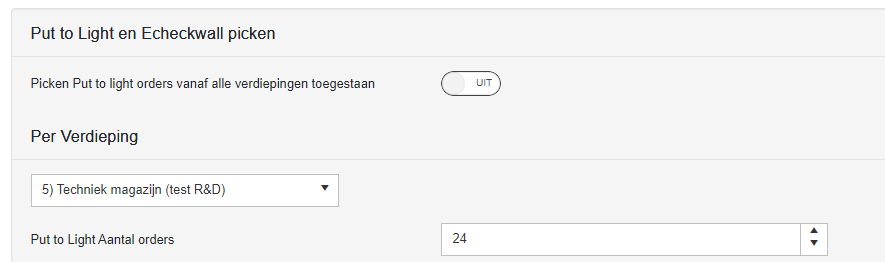 Put to Light en Echeckwall picken
Picken Put to light orders vanaf alle verdiepingen toegestaan
UIT
Per Verdieping
5) Techniek magazijn (test R&D)
Put to Light Aantal orders
24